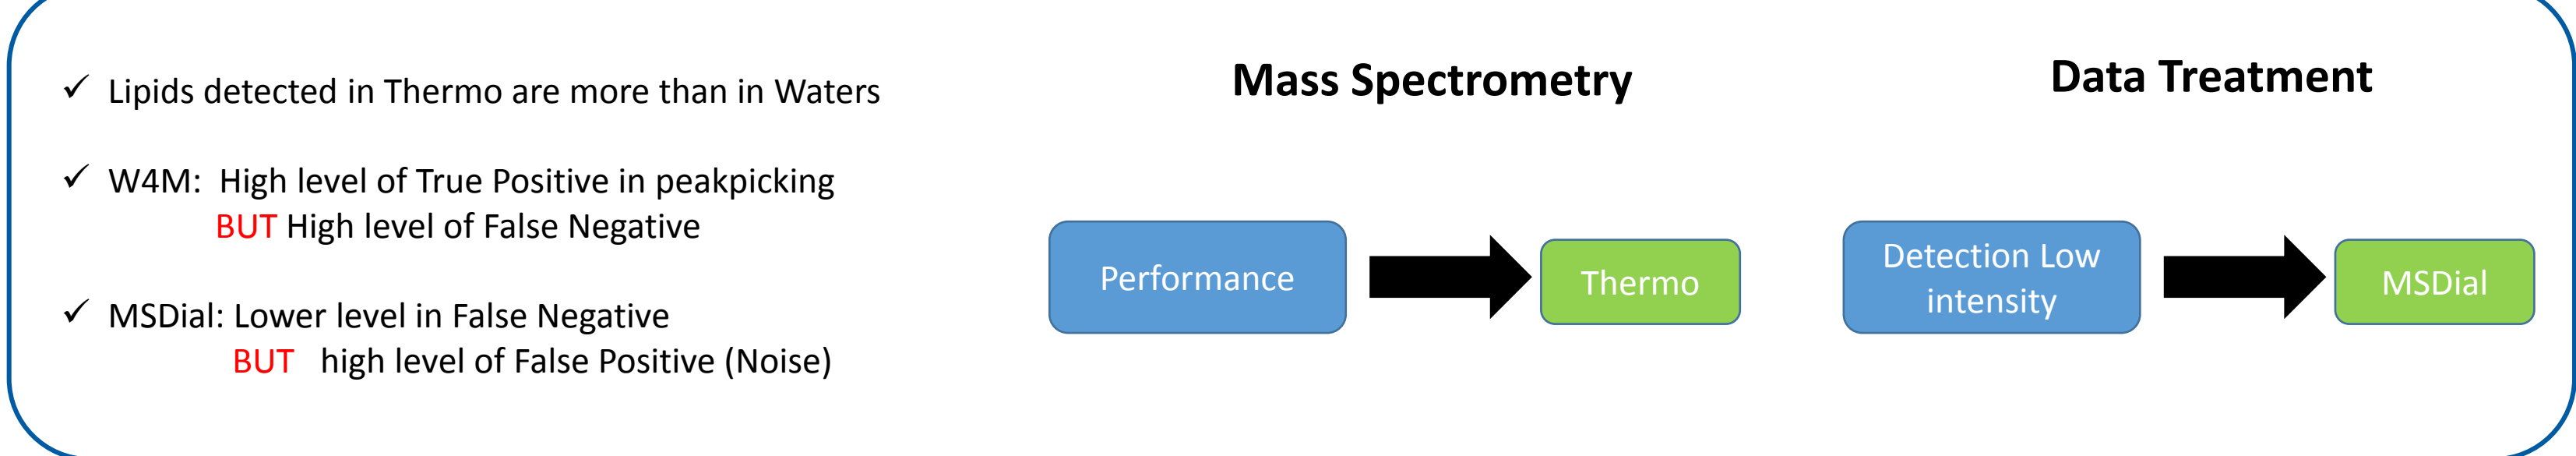 ✓ Lipids detected in Thermo are more than in Waters
✓ W4M: High level of True Positive in peakpicking
BUT High level of False Negative
✓ MSDial: Lower level in False Negative
BUT high level of False Positive (Noise)
Mass Spectrometry
Performance
Thermo
Data Treatment
Detection Low
intensity
MSDial